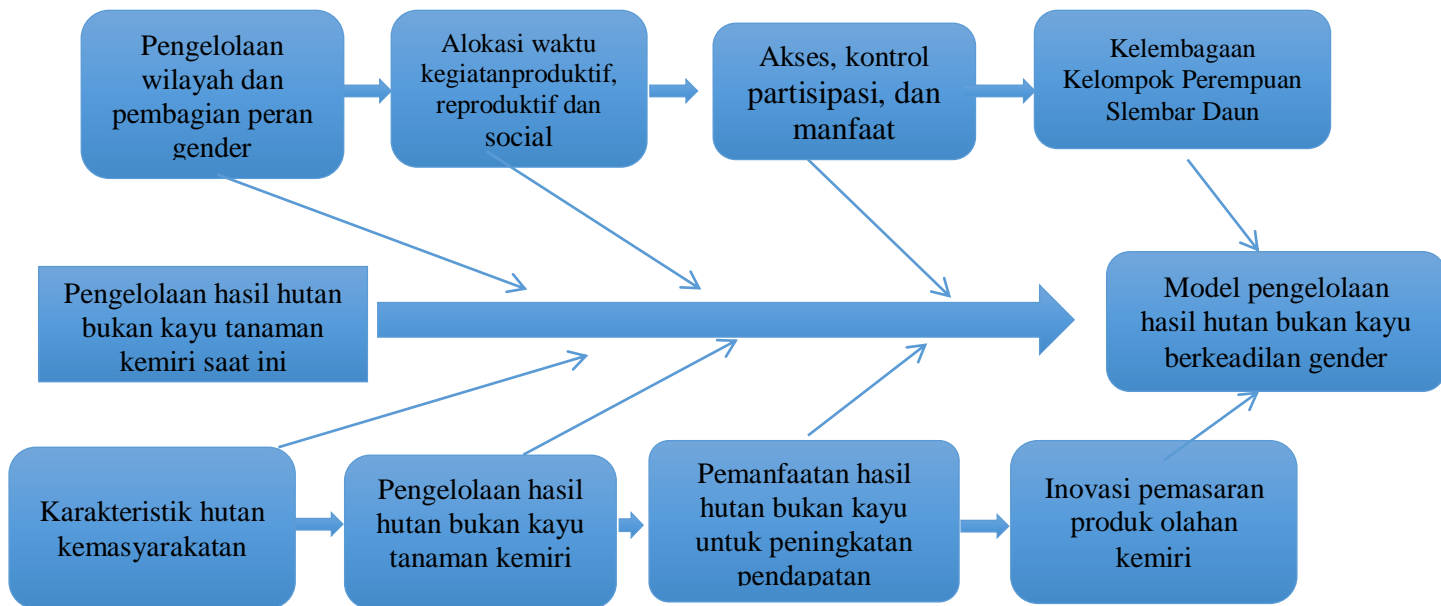 Pengelolaan
wilayah dan
pembagian peran
gender
Alokasi waktu
kegiatanproduktif,
reproduktif dan
social
Akses, kontrol
partisipasi, dan
manfaat
Kelembagaan
Kelompok Perempuan
Slembar Daun
Pengelolaan hasil hutan
bukan kayu tanaman
kemiri saat ini
Model pengelolaan
hasil hutan bukan kayu
berkeadilan gender
Karakteristik hutan
kemasyarakatan
Pengelolaan hasil
hutan bukan kayu
tanaman kemiri
Pemanfaatan hasil
hutan bukan kayu
untuk peningkatan
pendapatan
Inovasi pemasaran
produk olahan
kemiri